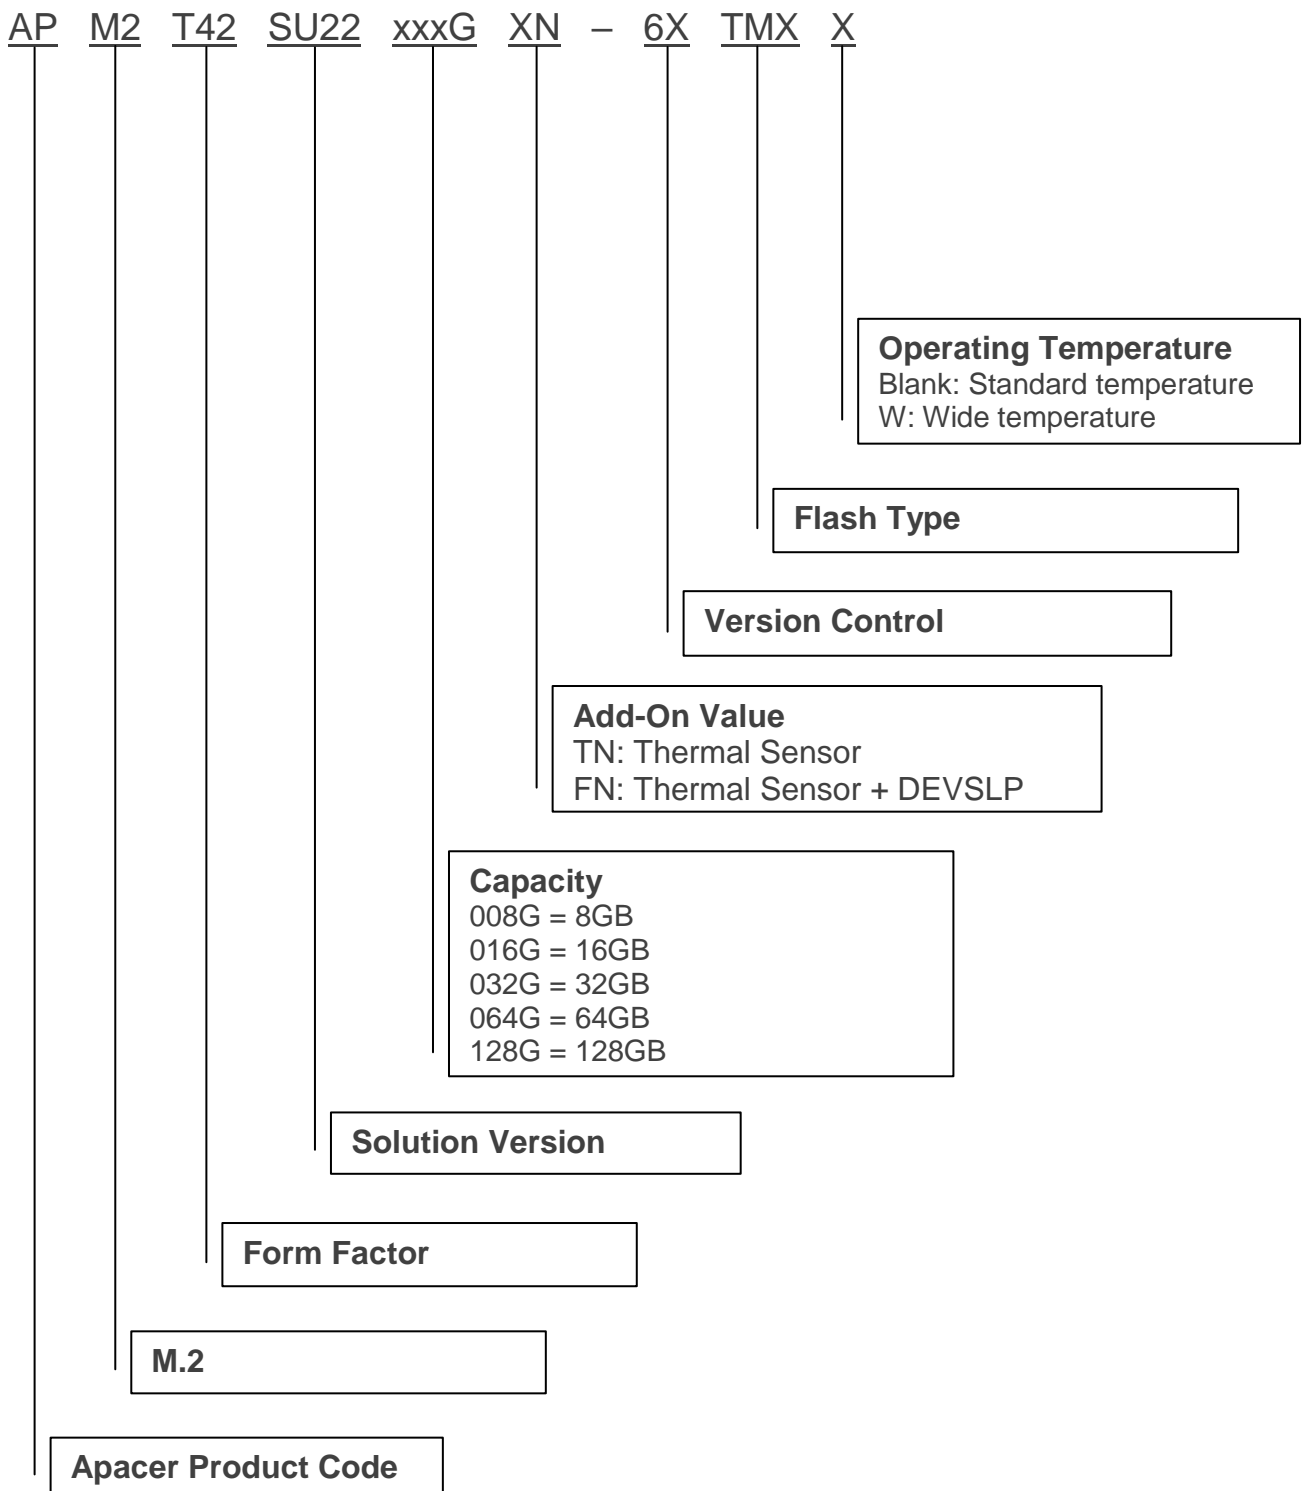 AP M2 T42 SU22 xxxG XN – 6X TMX X
Operating Temperature
Blank: Standard temperature
W: Wide temperature
Flash Type
Version Control
Add-On Value
TN: Thermal Sensor
FN: Thermal Sensor + DEVSLP
Capacity
008G = 8GB
016G = 16GB
032G = 32GB
064G = 64GB
128G = 128GB
Solution Version
Form Factor
M.2
Apacer Product Code